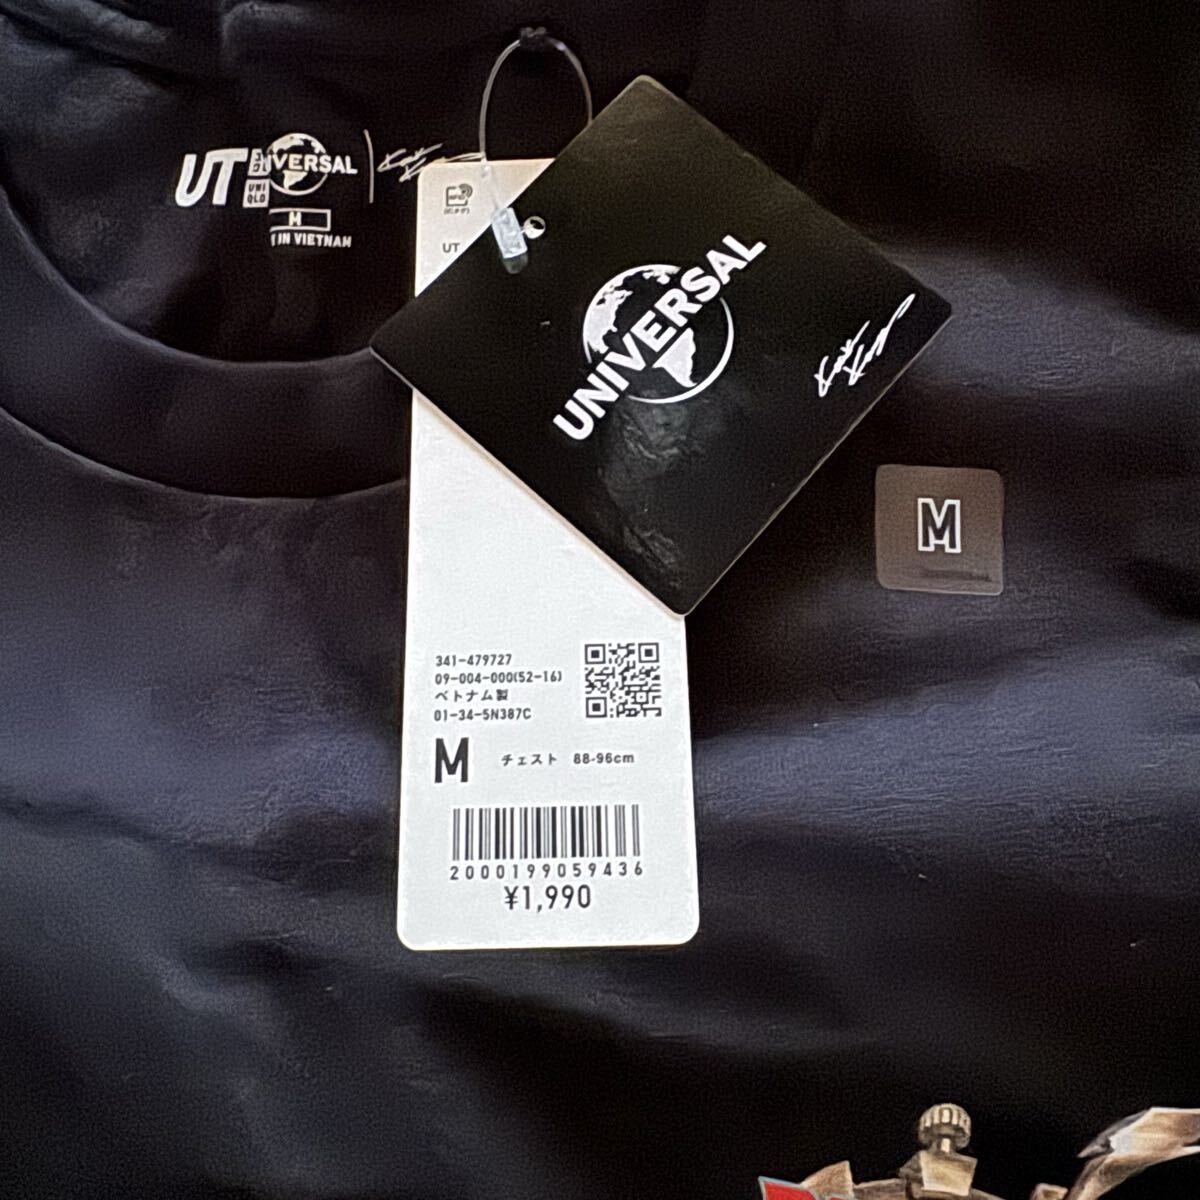 UT
UNI
QLO
UNIVERSAL
M
IN VIETNAM
UT
UNIVERSAL
M
341-479727
09-004-000(52-16)
ベトナム製
01-34-5N387C
M チェスト 88-96cm
2000199059436
¥1,990